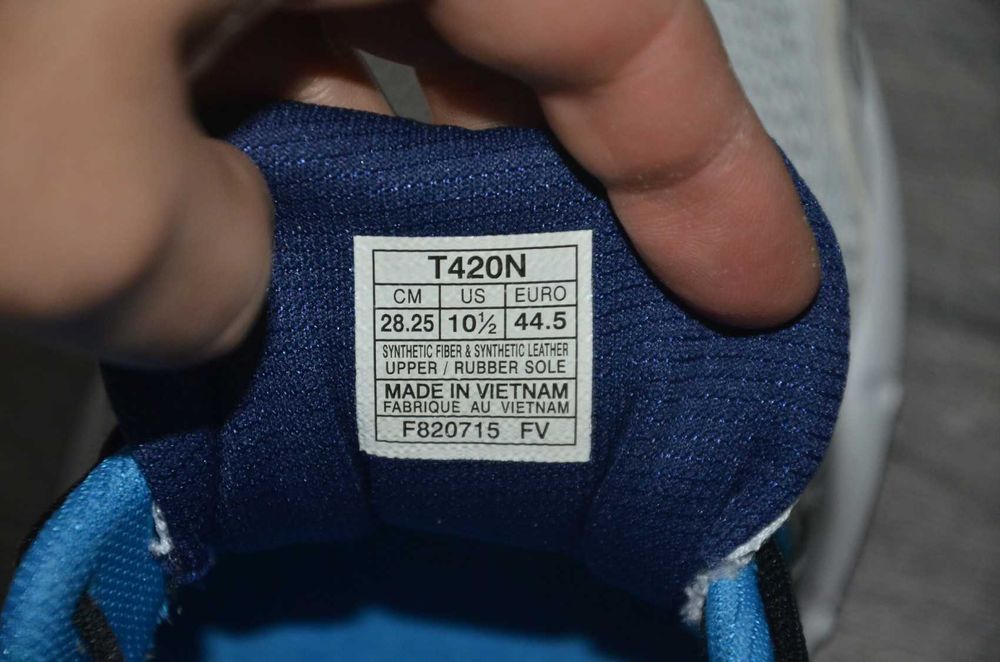 T420N
CM US EURO
28.25 10½ 44.5
SYNTHETIC FIBER & SYNTHETIC LEATHER
UPPER / RUBBER SOLE
MADE IN VIETNAM
FABRIQUE AU VIETNAM
F820715 FV